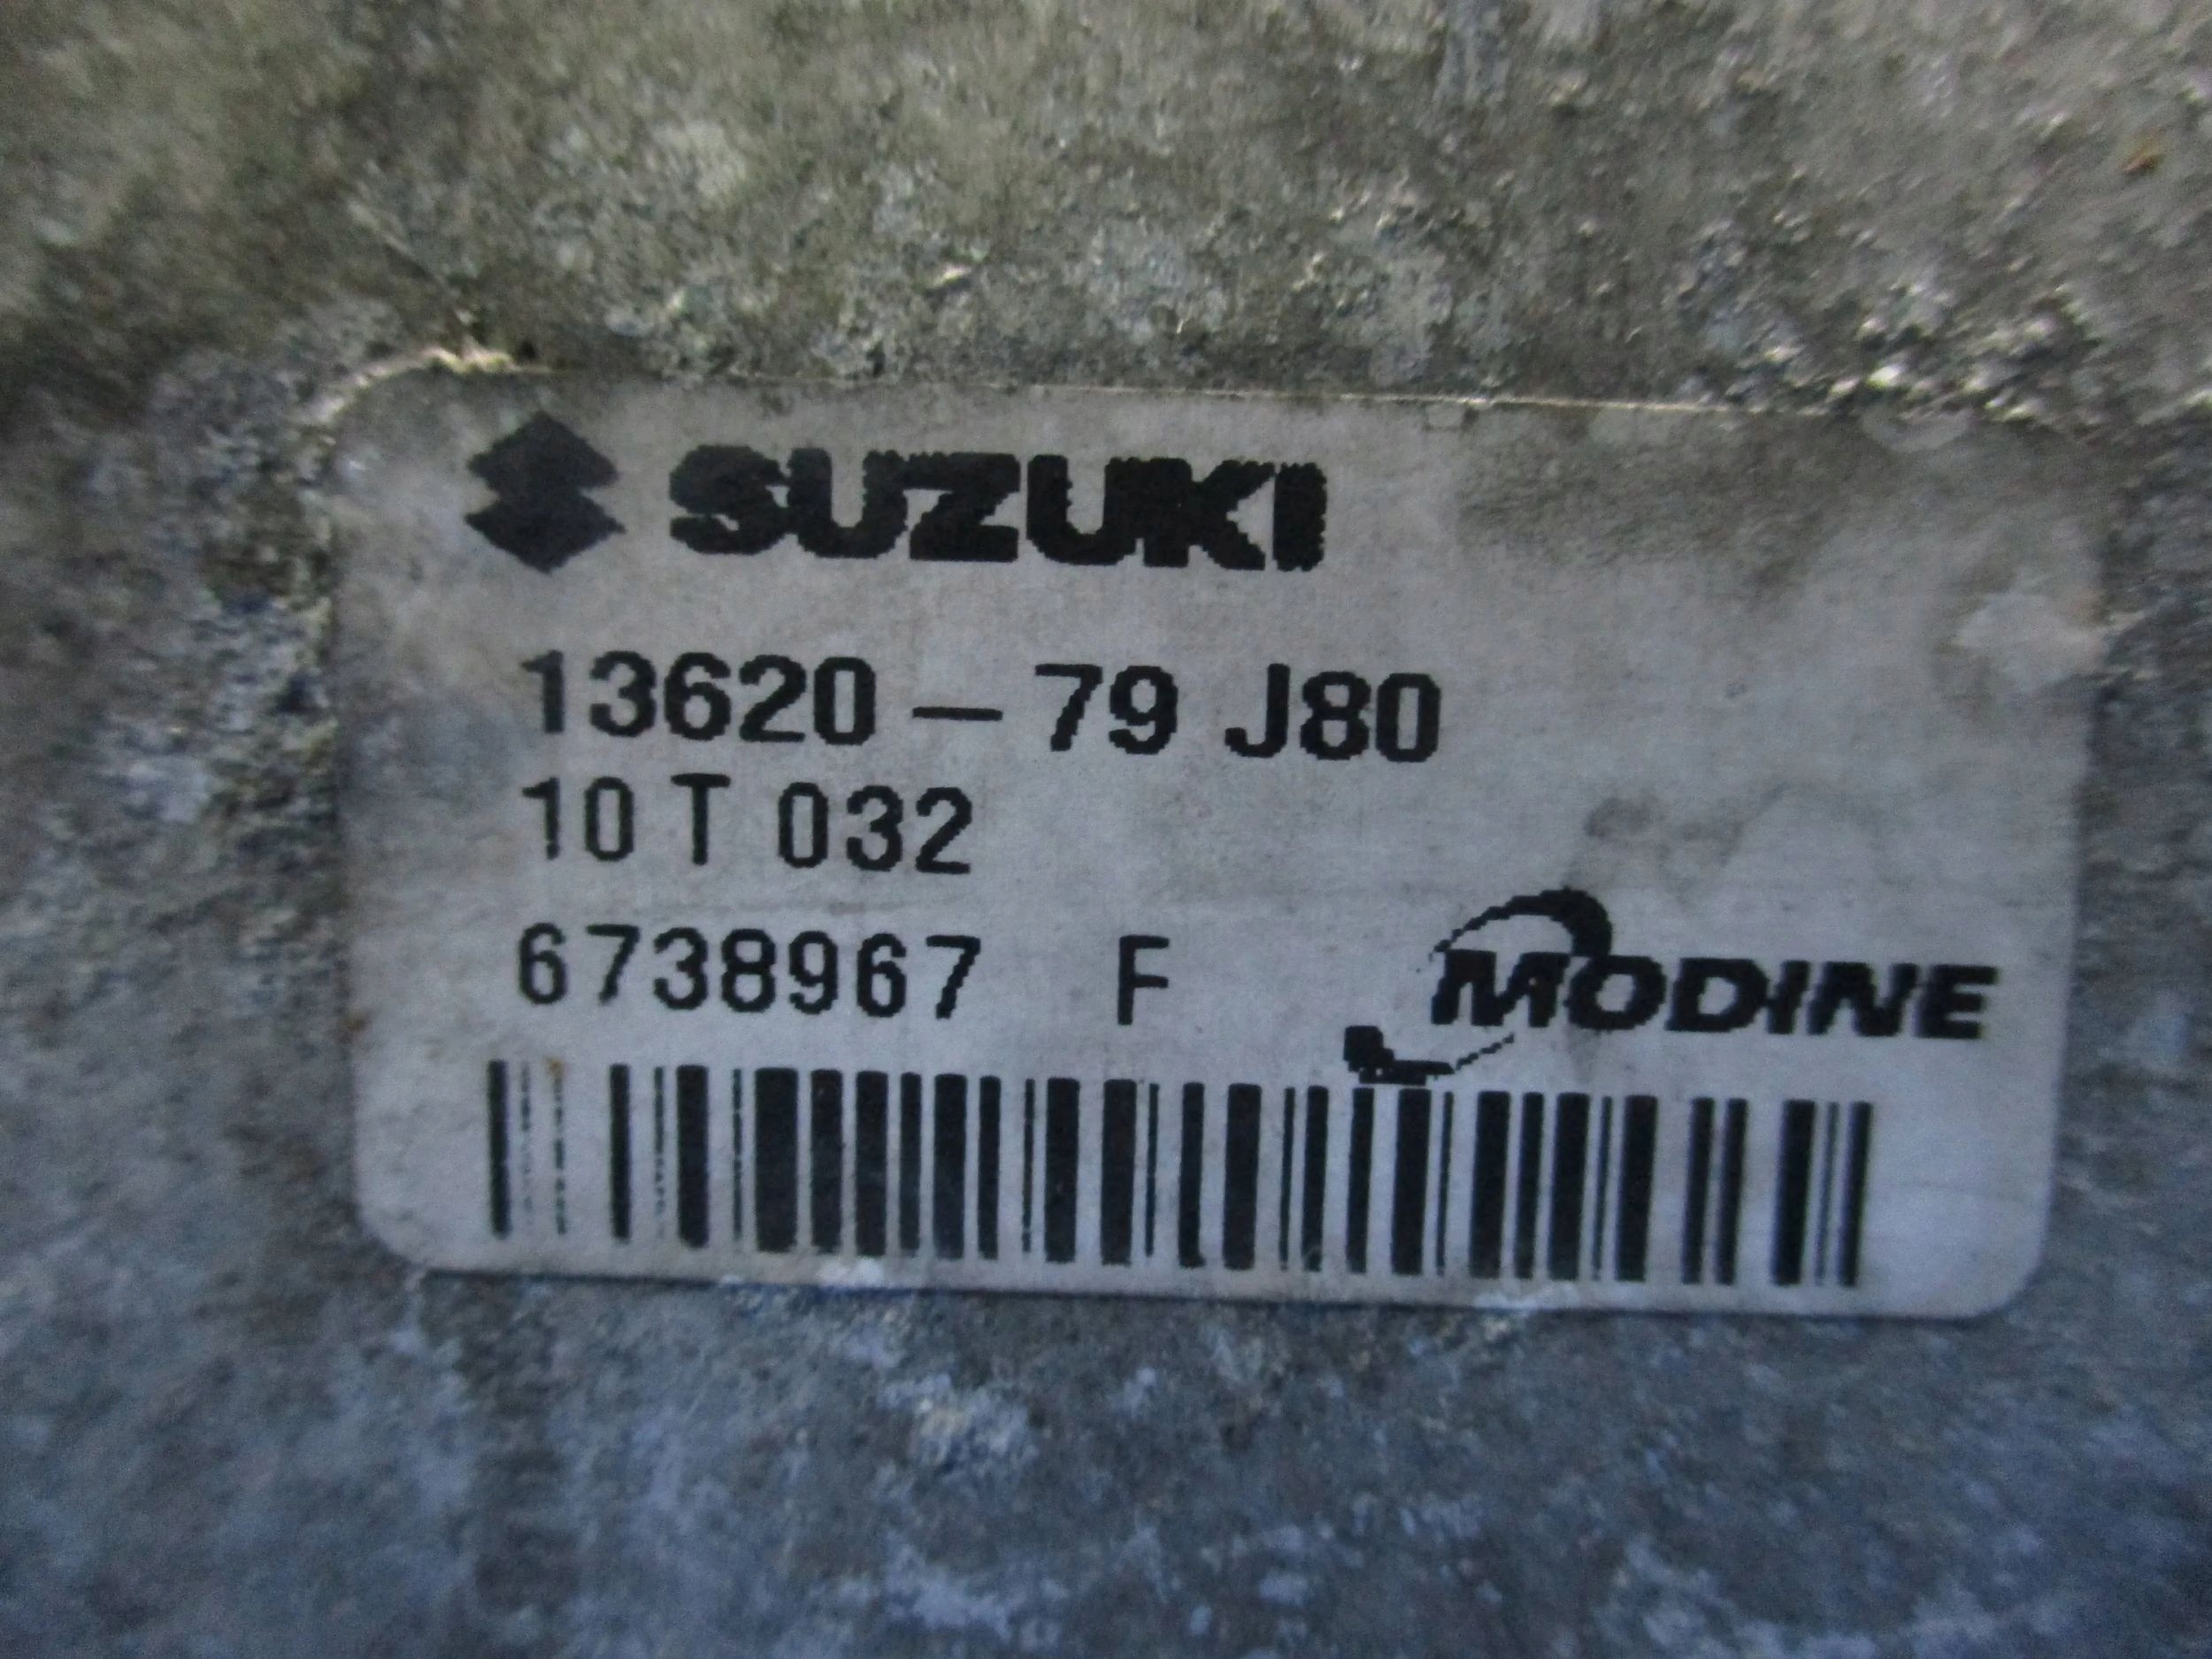 SUZUKI
13620-79 J80
10 T 032
6738967 F
MODINE